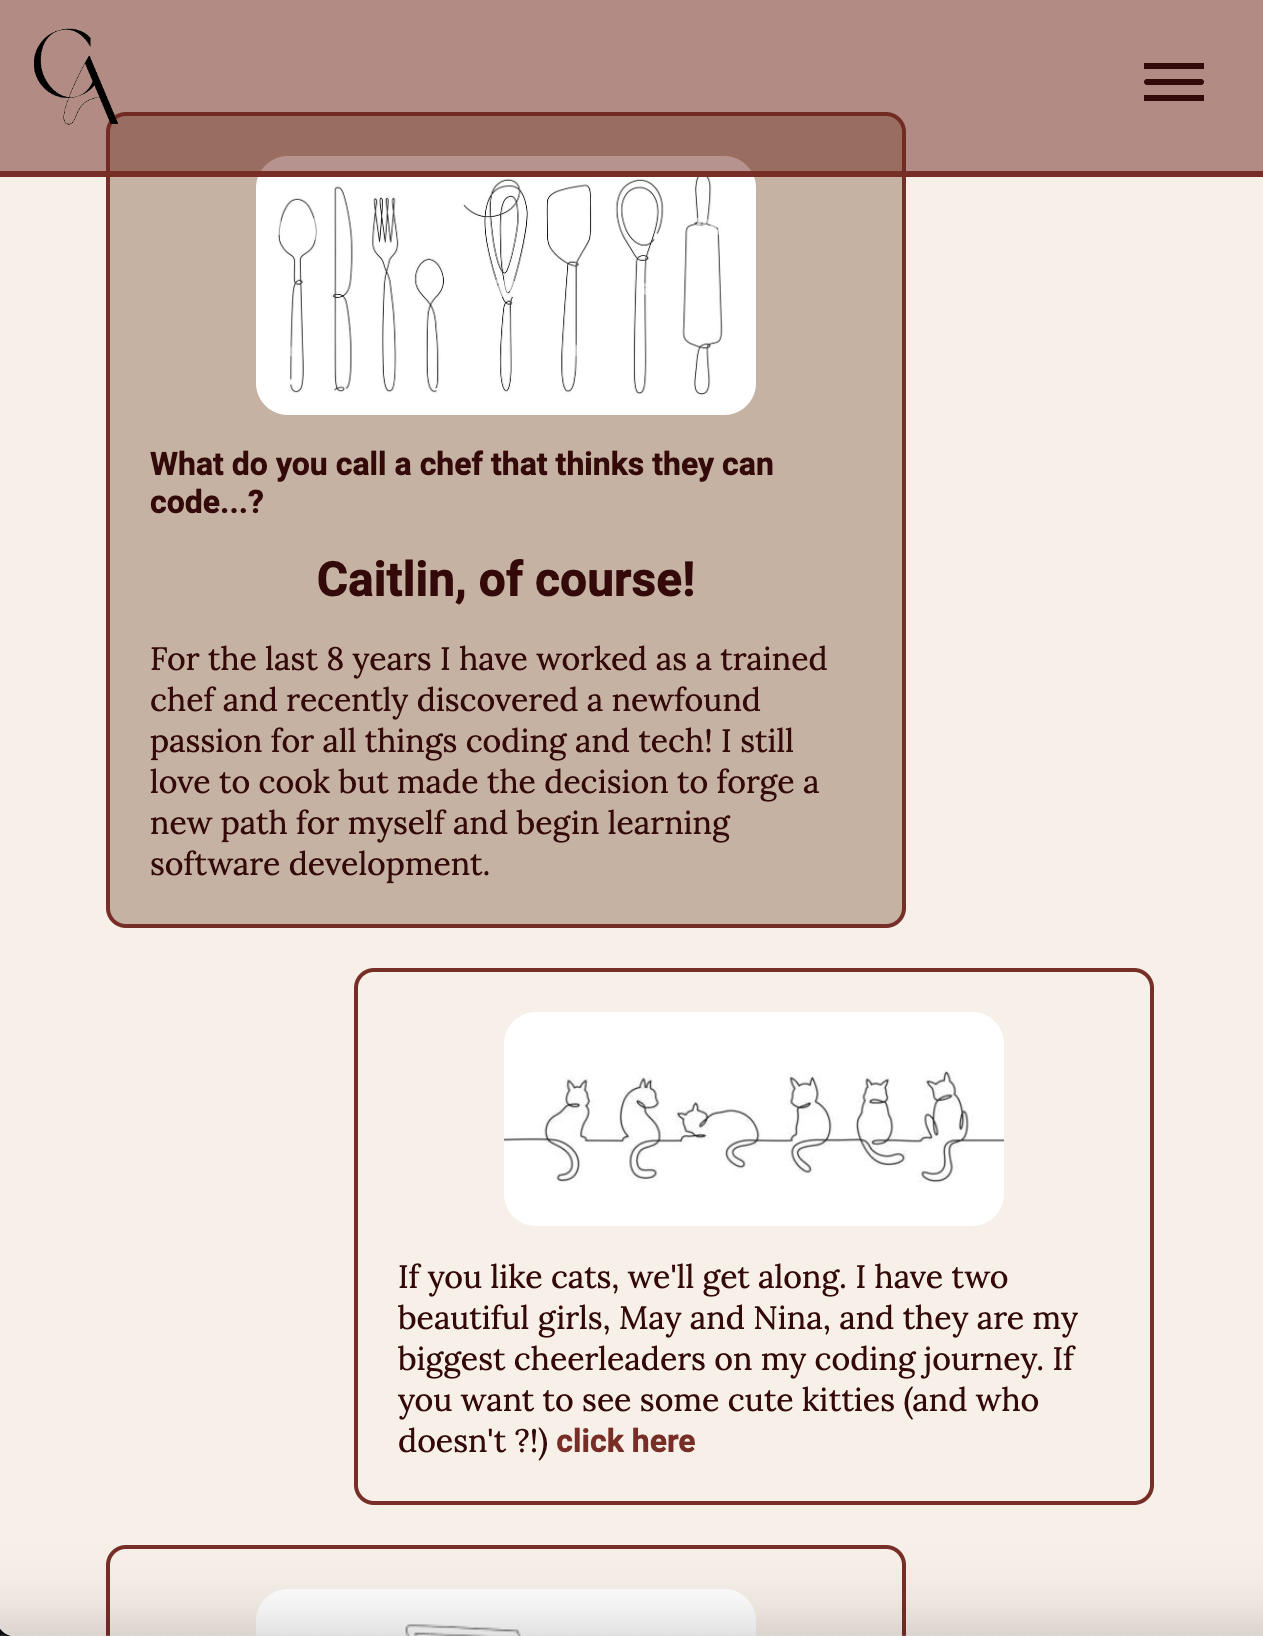 CA
What do you call a chef that thinks they can
code...?
Caitlin, of course!
For the last 8 years I have worked as a trained
chef and recently discovered a newfound
passion for all things coding and tech! I still
love to cook but made the decision to forge a
new path for myself and begin learning
software development.
If you like cats, we'll get along. I have two
beautiful girls, May and Nina, and they are my
biggest cheerleaders on my coding journey. If
you want to see some cute kitties (and who
doesn't ?!) click here